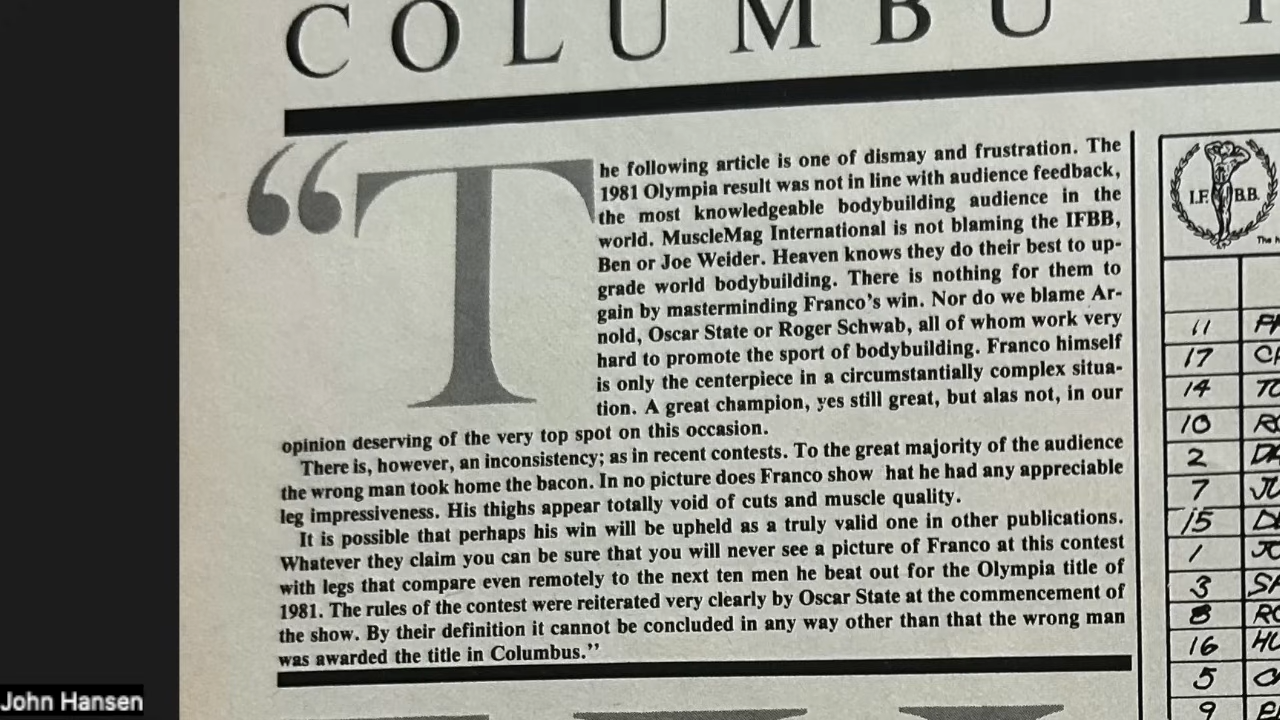 COLUMBU
"The following article is one of dismay and frustration. The
1981 Olympia result was not in line with audience feedback,
the most knowledgeable bodybuilding audience in the
world. MuscleMag International is not blaming the IFBB,
Ben or Joe Weider. Heaven knows they do their best to up-
grade world bodybuilding. There is nothing for them to
gain by masterminding Franco's win. Nor do we blame Ar-
nold, Oscar State or Roger Schwab, all of whom work very
hard to promote the sport of bodybuilding. Franco himself
is only the centerpiece in a circumstantially complex situa-
tion. A great champion, yes still great, but alas not, in our
opinion deserving of the very top spot on this occasion.
There is, however, an inconsistency; as in recent contests. To the great majority of the audience
the wrong man took home the bacon. In no picture does Franco show hat he had any appreciable
leg impressiveness. His thighs appear totally void of cuts and muscle quality.
It is possible that perhaps his win will be upheld as a truly valid one in other publications.
Whatever they claim you can be sure that you will never see a picture of Franco at this contest
with legs that compare even remotely to the next ten men he beat out for the Olympia title of
1981. The rules of the contest were reiterated very clearly by Oscar State at the commencement of
the show. By their definition it cannot be concluded in any way other than that the wrong man
was awarded the title in Columbus."
I.F.B.B.
11
17
14
10
2
7
15
1
3
8
16
5
9
John Hansen